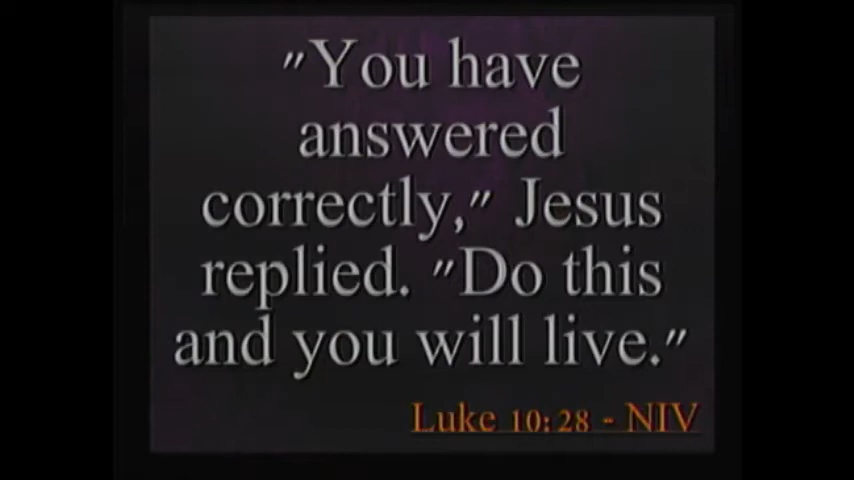 "You have
answered
correctly," Jesus
replied. "Do this
and you will live."
Luke 10:28 - NIV